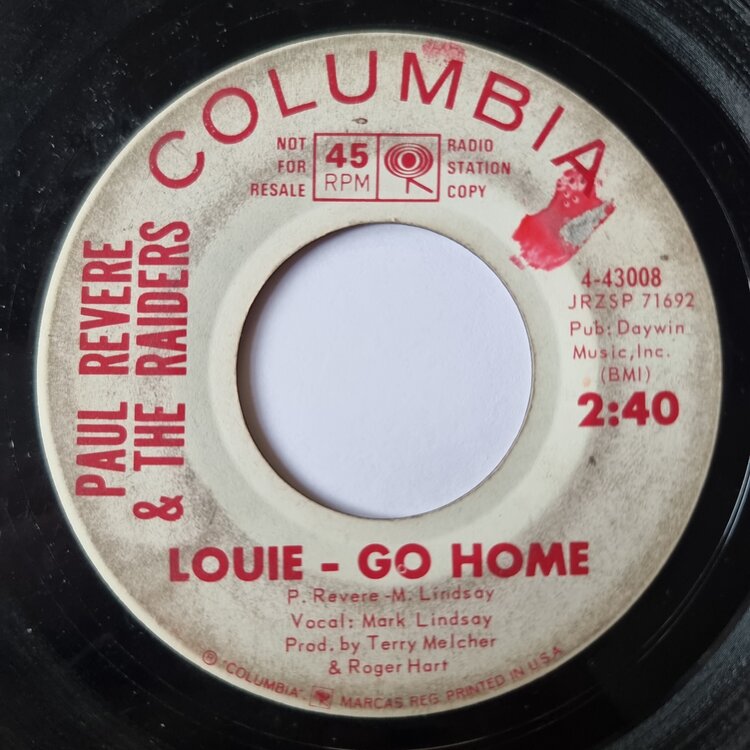 COLUMBIA
NOT
FOR
RESALE
45
RPM
RADIO
STATION
COPY
PAUL REVERE
& THE RAIDERS
4-43008
JRZSP 71692
Pub: Daywin
Music, Inc.
(BMI)
2:40
LOUIE - GO HOME
P. Revere -M. Lindsay
Vocal: Mark Lindsay
Prod. by Terry Melcher
& Roger Hart
® "COLUMBIA", MARCAS REG. PRINTED IN U.S.A.